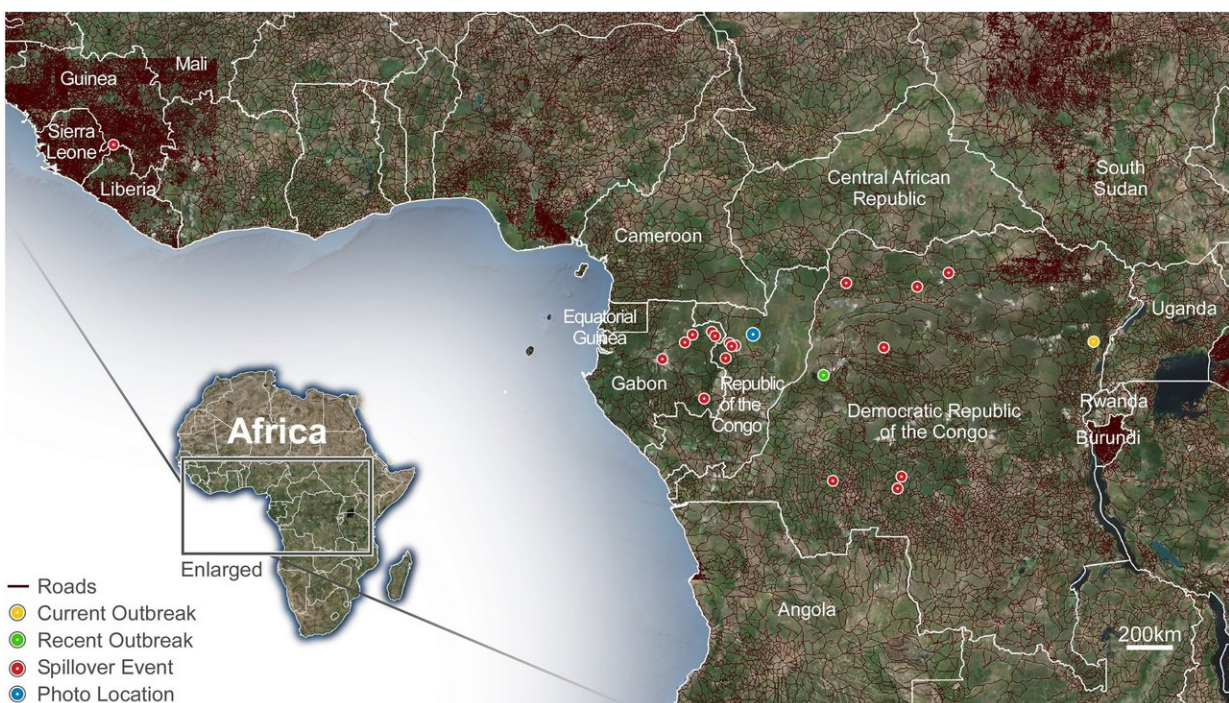 Guinea
Mali
Sierra
Leone
Liberia
Cameroon
Central African
Republic
South
Sudan
Equatorial
Guinea
Gabon
Republic
of the
Congo
Democratic Republic
of the Congo
Uganda
Rwanda
Burundi
Angola
200km
Africa
Enlarged
Roads
Current Outbreak
Recent Outbreak
Spillover Event
Photo Location